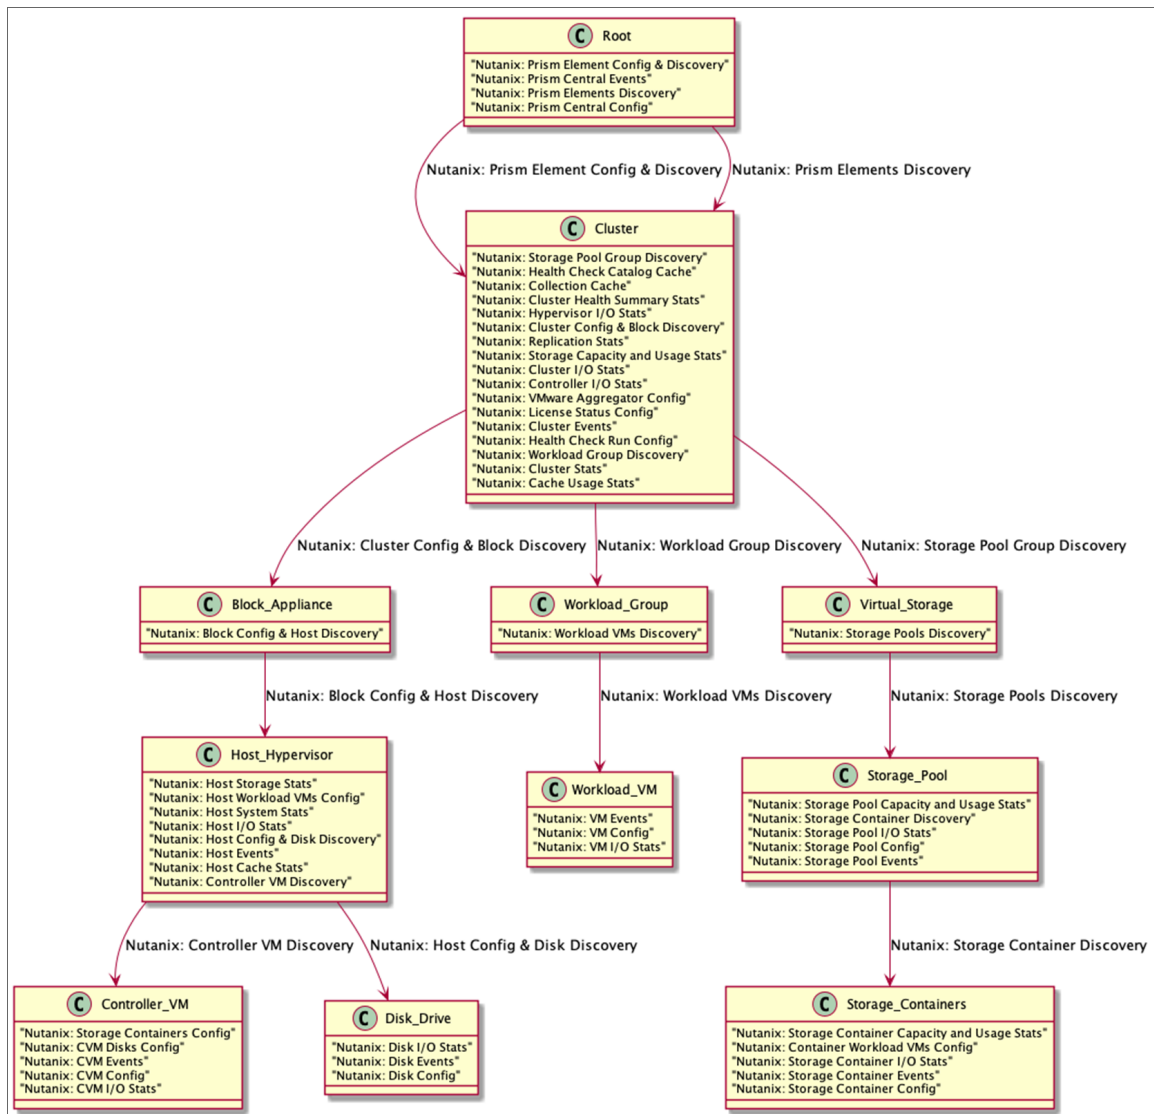 C Root
"Nutanix: Prism Element Config & Discovery"
"Nutanix: Prism Central Events"
"Nutanix: Prism Elements Discovery"
"Nutanix: Prism Central Config"
Nutanix: Prism Element Config & Discovery
Nutanix: Prism Elements Discovery
C Cluster
"Nutanix: Storage Pool Group Discovery"
"Nutanix: Health Check Catalog Cache"
"Nutanix: Collection Cache"
"Nutanix: Cluster Health Summary Stats"
"Nutanix: Hypervisor I/O Stats"
"Nutanix: Cluster Config & Block Discovery"
"Nutanix: Replication Stats"
"Nutanix: Storage Capacity and Usage Stats"
"Nutanix: Cluster I/O Stats"
"Nutanix: Controller I/O Stats"
"Nutanix: VMware Aggregator Config"
"Nutanix: License Status Config"
"Nutanix: Cluster Events"
"Nutanix: Health Check Run Config"
"Nutanix: Workload Group Discovery"
"Nutanix: Cluster Stats"
"Nutanix: Cache Usage Stats"
Nutanix: Cluster Config & Block Discovery
Nutanix: Workload Group Discovery
Nutanix: Storage Pool Group Discovery
C Block_Appliance
"Nutanix: Block Config & Host Discovery"
C Workload_Group
"Nutanix: Workload VMs Discovery"
C Virtual_Storage
"Nutanix: Storage Pools Discovery"
Nutanix: Block Config & Host Discovery
Nutanix: Workload VMs Discovery
Nutanix: Storage Pools Discovery
C Host_Hypervisor
"Nutanix: Host Storage Stats"
"Nutanix: Host Workload VMs Config"
"Nutanix: Host System Stats"
"Nutanix: Host I/O Stats"
"Nutanix: Host Config & Disk Discovery"
"Nutanix: Host Events"
"Nutanix: Host Cache Stats"
"Nutanix: Controller VM Discovery"
C Workload_VM
"Nutanix: VM Events"
"Nutanix: VM Config"
"Nutanix: VM I/O Stats"
C Storage_Pool
"Nutanix: Storage Pool Capacity and Usage Stats"
"Nutanix: Storage Container Discovery"
"Nutanix: Storage Pool I/O Stats"
"Nutanix: Storage Pool Config"
"Nutanix: Storage Pool Events"
Nutanix: Controller VM Discovery
Nutanix: Host Config & Disk Discovery
Nutanix: Storage Container Discovery
C Controller_VM
"Nutanix: Storage Containers Config"
"Nutanix: CVM Disks Config"
"Nutanix: CVM Events"
"Nutanix: CVM Config"
"Nutanix: CVM I/O Stats"
C Disk_Drive
"Nutanix: Disk I/O Stats"
"Nutanix: Disk Events"
"Nutanix: Disk Config"
C Storage_Containers
"Nutanix: Storage Container Capacity and Usage Stats"
"Nutanix: Container Workload VMs Config"
"Nutanix: Storage Container I/O Stats"
"Nutanix: Storage Container Events"
"Nutanix: Storage Container Config"